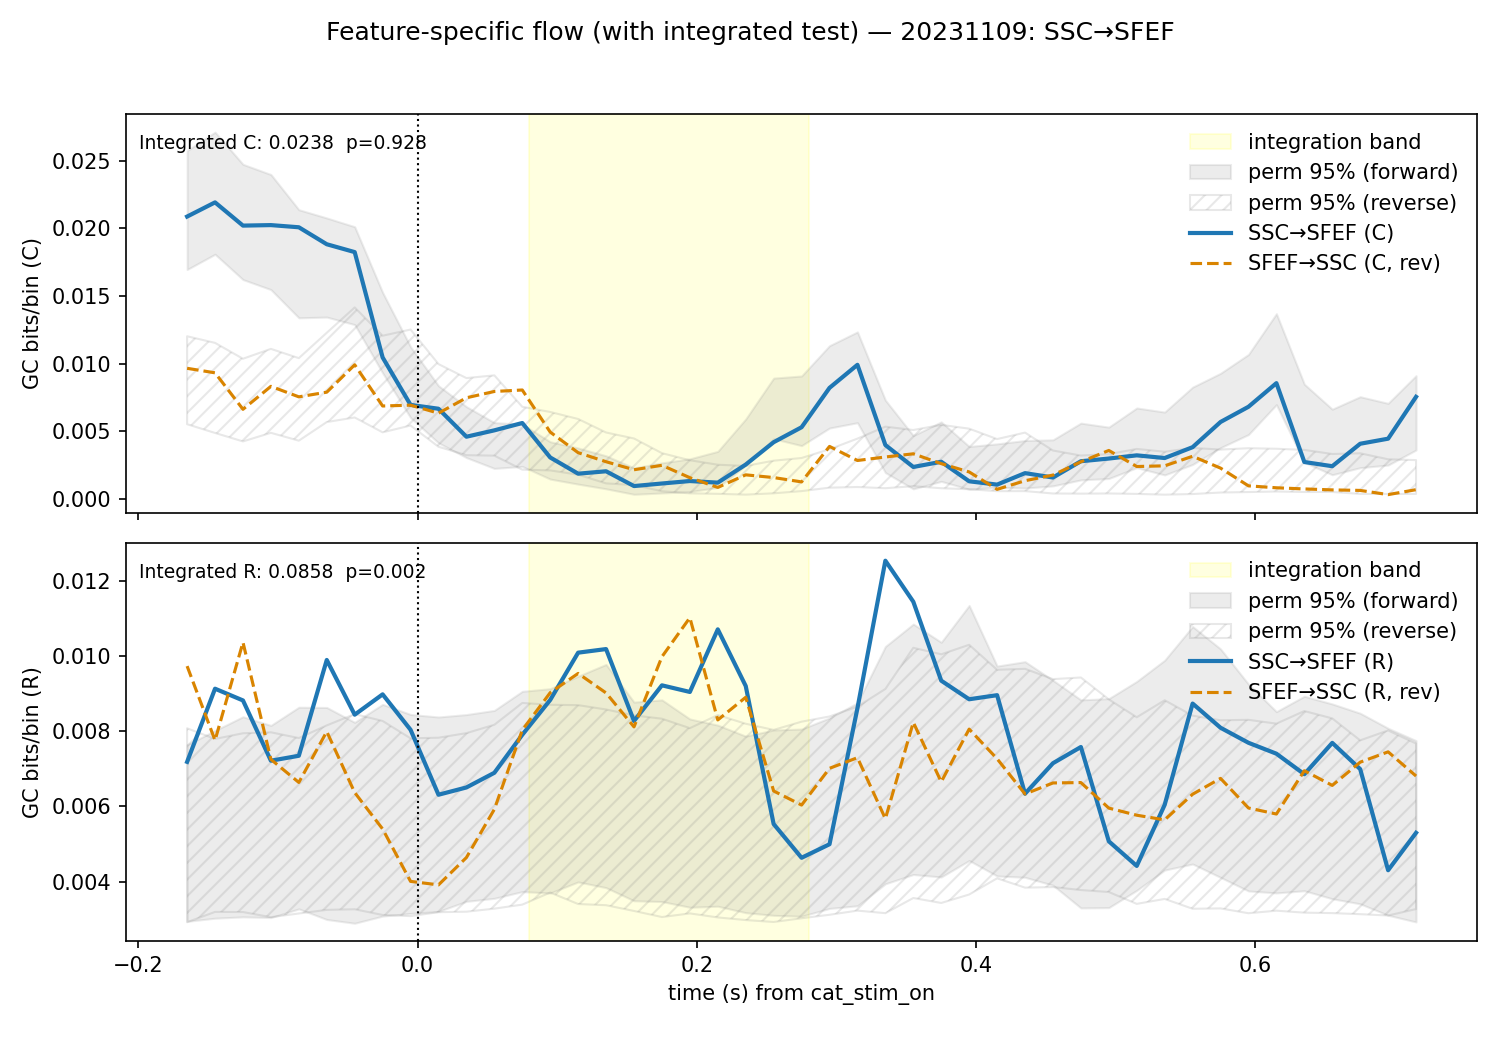 Feature-specific flow (with integrated test) — 20231109: SSC→SFEF
Integrated C: 0.0238  p=0.928
integration band
perm 95% (forward)
perm 95% (reverse)
SSC→SFEF (C)
SFEF→SSC (C, rev)
GC bits/bin (C)
0.025
0.020
0.015
0.010
0.005
0.000
Integrated R: 0.0858  p=0.002
integration band
perm 95% (forward)
perm 95% (reverse)
SSC→SFEF (R)
SFEF→SSC (R, rev)
GC bits/bin (R)
0.012
0.010
0.008
0.006
0.004
−0.2 0.0 0.2 0.4 0.6
time (s) from cat_stim_on